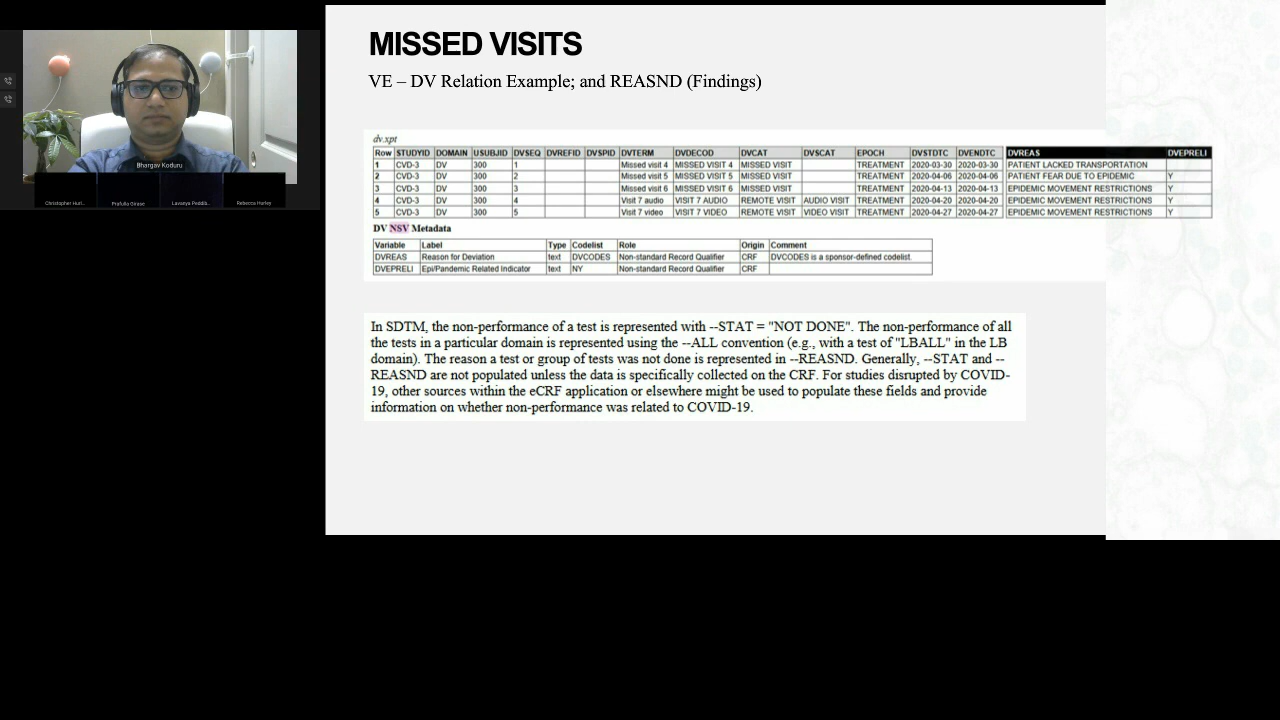 MISSED VISITS
VE – DV Relation Example; and REASND (Findings)
dv.xpt
Row STUDYID DOMAIN USUBJID DVSEQ DVREFID DVSPID DVTERM DVDECOD DVCAT DVSCAT EPOCH DVSTDTC DVENDTC DVREAS DVEPRELI
1 CVD-3 DV 300 1 Missed visit 4 MISSED VISIT 4 MISSED VISIT TREATMENT 2020-03-30 2020-03-30 PATIENT LACKED TRANSPORTATION
2 CVD-3 DV 300 2 Missed visit 5 MISSED VISIT 5 MISSED VISIT TREATMENT 2020-04-06 2020-04-06 PATIENT FEAR DUE TO EPIDEMIC Y
3 CVD-3 DV 300 3 Missed visit 6 MISSED VISIT 6 MISSED VISIT TREATMENT 2020-04-13 2020-04-13 EPIDEMIC MOVEMENT RESTRICTIONS Y
4 CVD-3 DV 300 4 Visit 7 audio VISIT 7 AUDIO REMOTE VISIT AUDIO VISIT TREATMENT 2020-04-20 2020-04-20 EPIDEMIC MOVEMENT RESTRICTIONS Y
5 CVD-3 DV 300 5 Visit 7 video VISIT 7 VIDEO REMOTE VISIT VIDEO VISIT TREATMENT 2020-04-27 2020-04-27 EPIDEMIC MOVEMENT RESTRICTIONS Y
DV NSV Metadata
Variable Label Type Codelist Role Origin Comment
DVREAS Reason for Deviation text DVCODES Non-standard Record Qualifier CRF DVCODES is a sponsor-defined codelist.
DVEPRELI Epi/Pandemic Related Indicator text NY Non-standard Record Qualifier CRF
In SDTM, the non-performance of a test is represented with --STAT = "NOT DONE". The non-performance of all
the tests in a particular domain is represented using the --ALL convention (e.g., with a test of "LBALL" in the LB
domain). The reason a test or group of tests was not done is represented in --REASND. Generally, --STAT and --
REASND are not populated unless the data is specifically collected on the CRF. For studies disrupted by COVID-
19, other sources within the eCRF application or elsewhere might be used to populate these fields and provide
information on whether non-performance was related to COVID-19.
Bhargav Koduru
Christopher Huri...
Prafulla Girase
Lavanya Peddib...
Rebecca Hurley